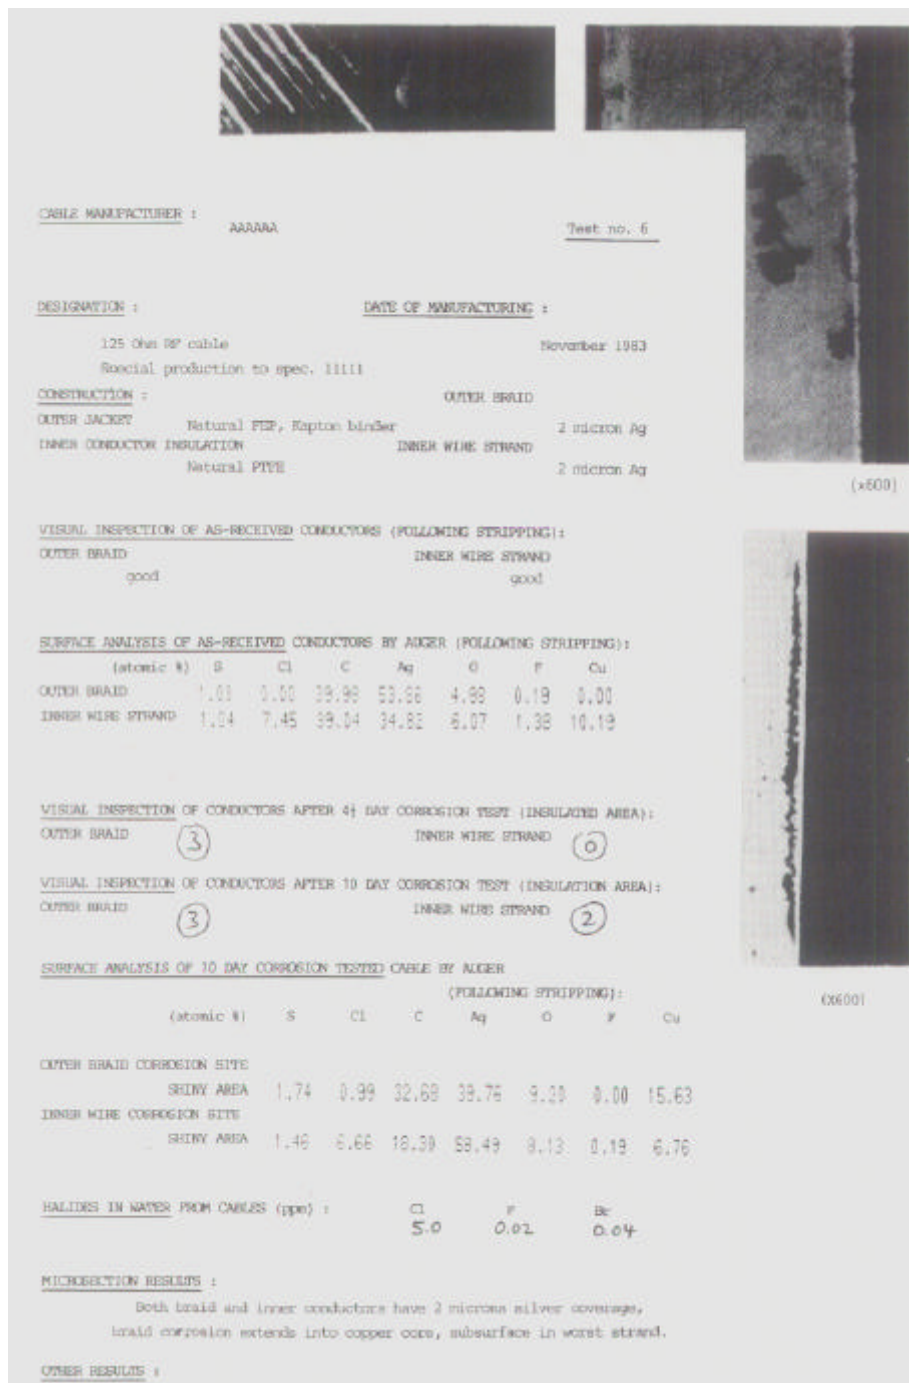 CABLE MANUFACTURER :
AAAAAA
Test no. 6
DESIGNATION : DATE OF MANUFACTURING :
125 Ohm RF cable November 1983
Special production to spec. 11111
CONSTRUCTION : OUTER BRAID
OUTER JACKET Natural FEP, Kapton binder 2 micron Ag
INNER CONDUCTOR INSULATION INNER WIRE STRAND
Natural PTFE 2 micron Ag
(x600)
VISUAL INSPECTION OF AS-RECEIVED CONDUCTORS (FOLLOWING STRIPPING):
OUTER BRAID INNER WIRE STRAND
good good
SURFACE ANALYSIS OF AS-RECEIVED CONDUCTORS BY AUGER (FOLLOWING STRIPPING):
(atomic %) S Cl C Ag O F Cu
OUTER BRAID 0.00 39.98 4.98 0.19 0.00
INNER WIRE STRAND 1.04 7.45 39.04 34.83 6.07 1.38 10.19
VISUAL INSPECTION OF CONDUCTORS AFTER 4½ DAY CORROSION TEST (INSULATED AREA):
OUTER BRAID 3 INNER WIRE STRAND 0
VISUAL INSPECTION OF CONDUCTORS AFTER 10 DAY CORROSION TEST (INSULATION AREA):
OUTER BRAID 3 INNER WIRE STRAND 2
SURFACE ANALYSIS OF 10 DAY CORROSION TESTED CABLE BY AUGER
(FOLLOWING STRIPPING):
(X600)
(atomic %) S Cl C Ag O F Cu
OUTER BRAID CORROSION SITE
SHINY AREA 1.74 0.99 32.68 39.76 0.00 15.63
INNER WIRE CORROSION SITE
SHINY AREA 1.46 6.66 18.30 58.49 8.13 0.19 6.76
HALIDES IN WATER FROM CABLES (ppm) : Cl F Br
5.0 0.02 0.04
MICROSECTION RESULTS :
Both braid and inner conductors have 2 microns silver coverage,
braid corrosion extends into copper core, subsurface in worst strand.
OTHER RESULTS :